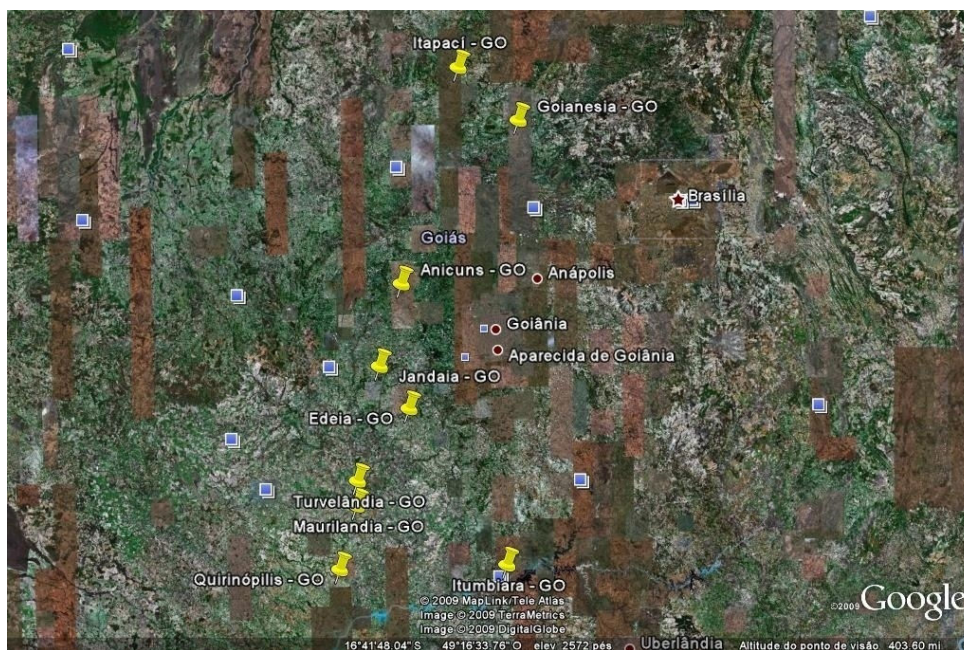 Itapací - GO
Goianesia - GO
Brasília
Goiás
Anicuns - GO
Anápolis
Goiânia
Aparecida de Goiânia
Jandaia - GO
Edeia - GO
Turvelândia - GO
Maurilandia - GO
Quirinópilis - GO
Itumbiara - GO
© 2009 MapLink/Tele Atlas
Image © 2009 TerraMetrics
Image © 2009 DigitalGlobe
©2009 Google
16°41'48.04" S 49°16'33.76" O elev 2572 pés Uberlândia Altitude do ponto de visão 403.60 mi